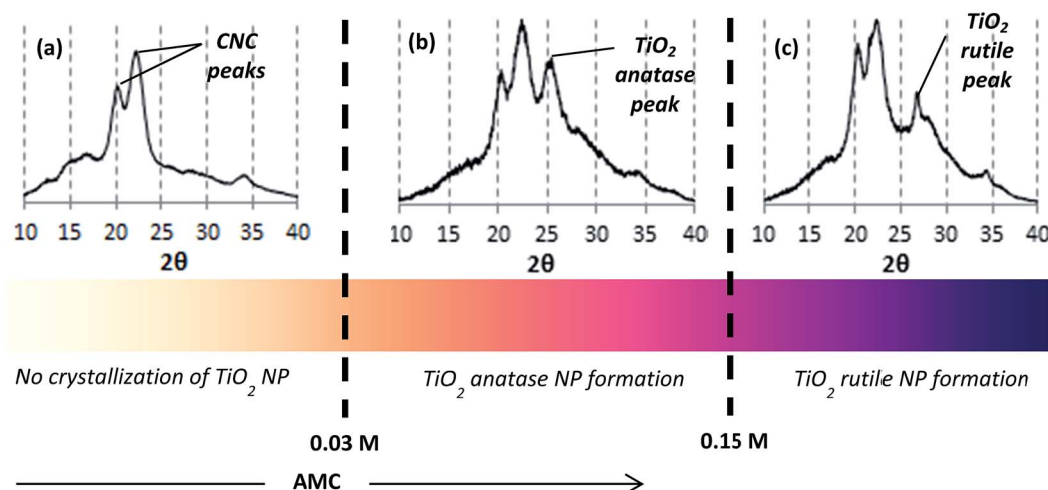 (a)
CNC
peaks
10 15 20 25 30 35 40
2θ
(b)
TiO₂
anatase
peak
10 15 20 25 30 35 40
2θ
(c)
TiO₂
rutile
peak
10 15 20 25 30 35 40
2θ
No crystallization of TiO₂ NP
TiO₂ anatase NP formation
TiO₂ rutile NP formation
0.03 M
0.15 M
AMC